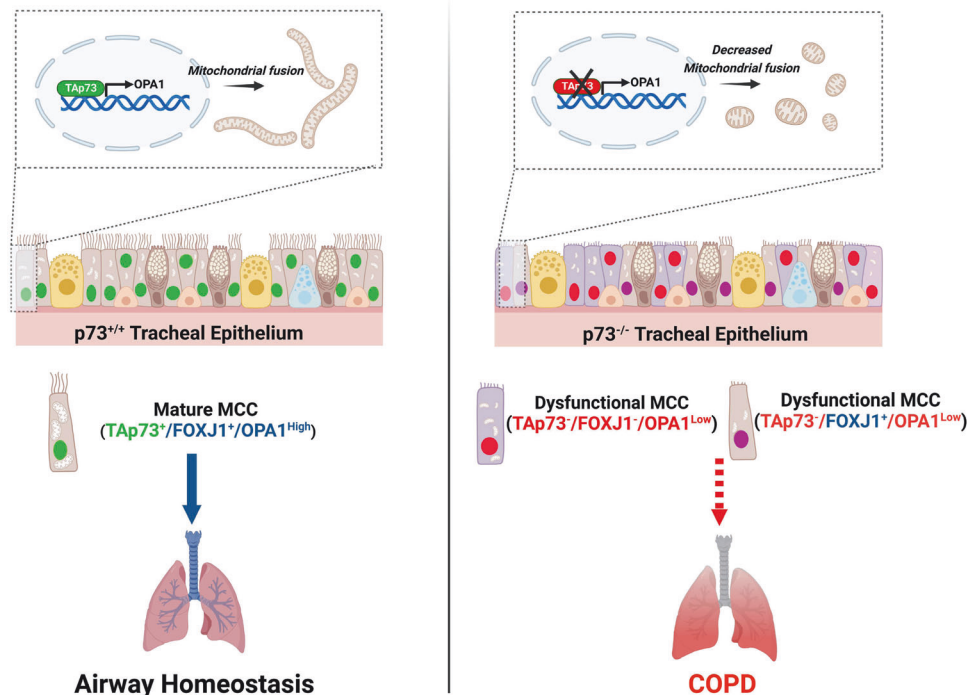 TAp73
OPA1
Mitochondrial fusion
p73+/+ Tracheal Epithelium
Mature MCC
(TAp73+/FOXJ1+/OPA1High)
Airway Homeostasis
TAp73
OPA1
Decreased
Mitochondrial fusion
p73-/- Tracheal Epithelium
Dysfunctional MCC
(TAp73-/FOXJ1-/OPA1Low)
Dysfunctional MCC
(TAp73-/FOXJ1+/OPA1Low)
COPD